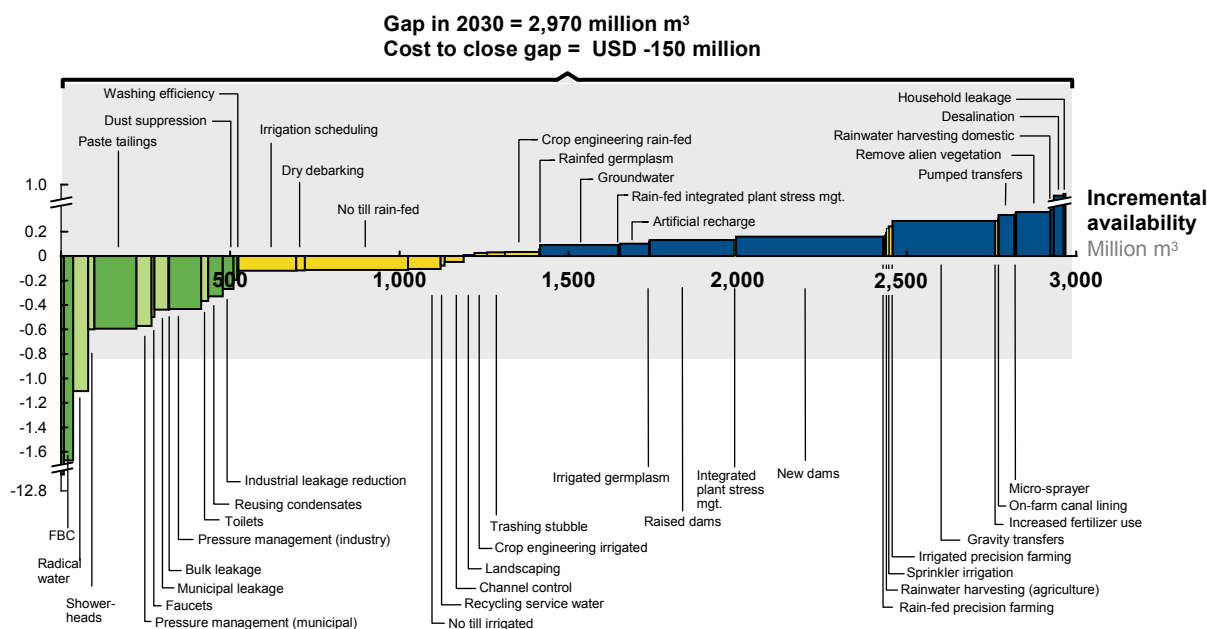 Gap in 2030 = 2,970 million m³
Cost to close gap = USD -150 million
Washing efficiency
Dust suppression
Paste tailings
Irrigation scheduling
Dry debarking
No till rain-fed
Crop engineering rain-fed
Rainfed germplasm
Groundwater
Rain-fed integrated plant stress mgt.
Artificial recharge
Household leakage
Desalination
Rainwater harvesting domestic
Remove alien vegetation
Pumped transfers
Incremental
availability
Million m³
1.0
0.2
0
-0.2
-0.4
-0.6
-0.8
-1.0
-1.2
-1.4
-1.6
-12.8
500
1,000
1,500
2,000
2,500
3,000
FBC
Radical
water
Shower-
heads
Industrial leakage reduction
Reusing condensates
Toilets
Pressure management (industry)
Bulk leakage
Municipal leakage
Faucets
Pressure management (municipal)
Trashing stubble
Crop engineering irrigated
Landscaping
Channel control
Recycling service water
No till irrigated
Irrigated germplasm
Raised dams
Integrated
plant stress
mgt.
New dams
Micro-sprayer
On-farm canal lining
Increased fertilizer use
Gravity transfers
Irrigated precision farming
Sprinkler irrigation
Rainwater harvesting (agriculture)
Rain-fed precision farming